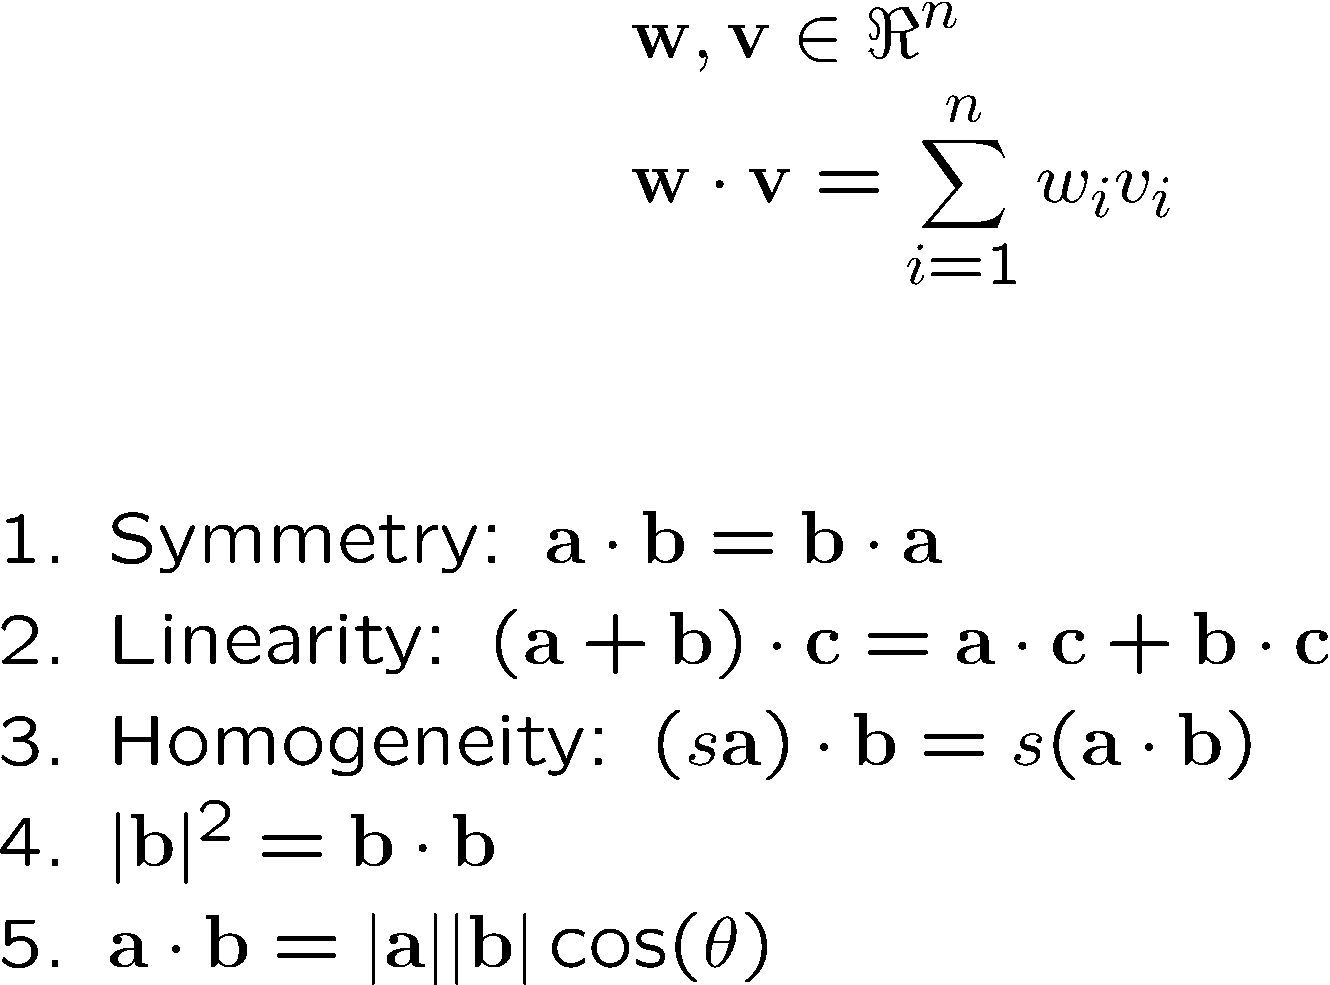 w, v ∈ ℜⁿ
w · v = ∑ᵢ₌₁ⁿ wᵢvᵢ
1. Symmetry: a · b = b · a
2. Linearity: (a + b) · c = a · c + b · c
3. Homogeneity: (sa) · b = s(a · b)
4. |b|² = b · b
5. a · b = |a||b| cos(θ)